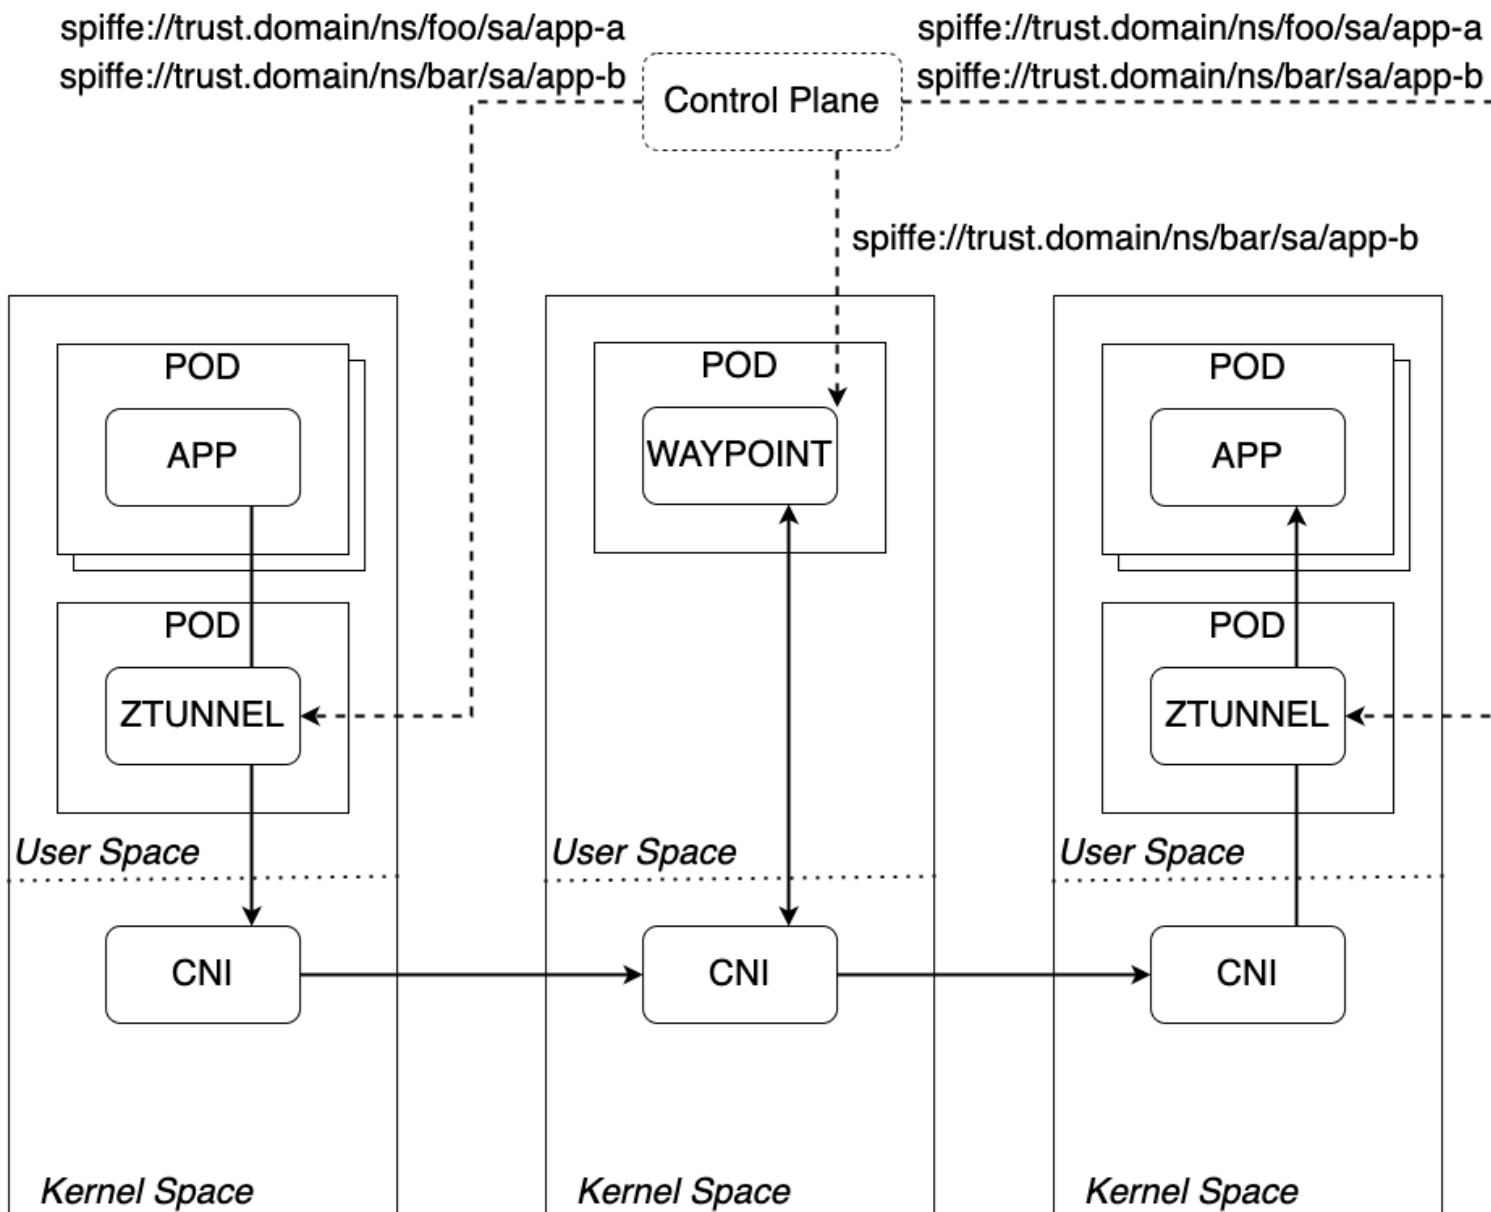 spiffe://trust.domain/ns/foo/sa/app-a
spiffe://trust.domain/ns/bar/sa/app-b
Control Plane
spiffe://trust.domain/ns/foo/sa/app-a
spiffe://trust.domain/ns/bar/sa/app-b
spiffe://trust.domain/ns/bar/sa/app-b
POD
APP
POD
ZTUNNEL
User Space
CNI
Kernel Space
POD
WAYPOINT
User Space
CNI
Kernel Space
POD
APP
POD
ZTUNNEL
User Space
CNI
Kernel Space